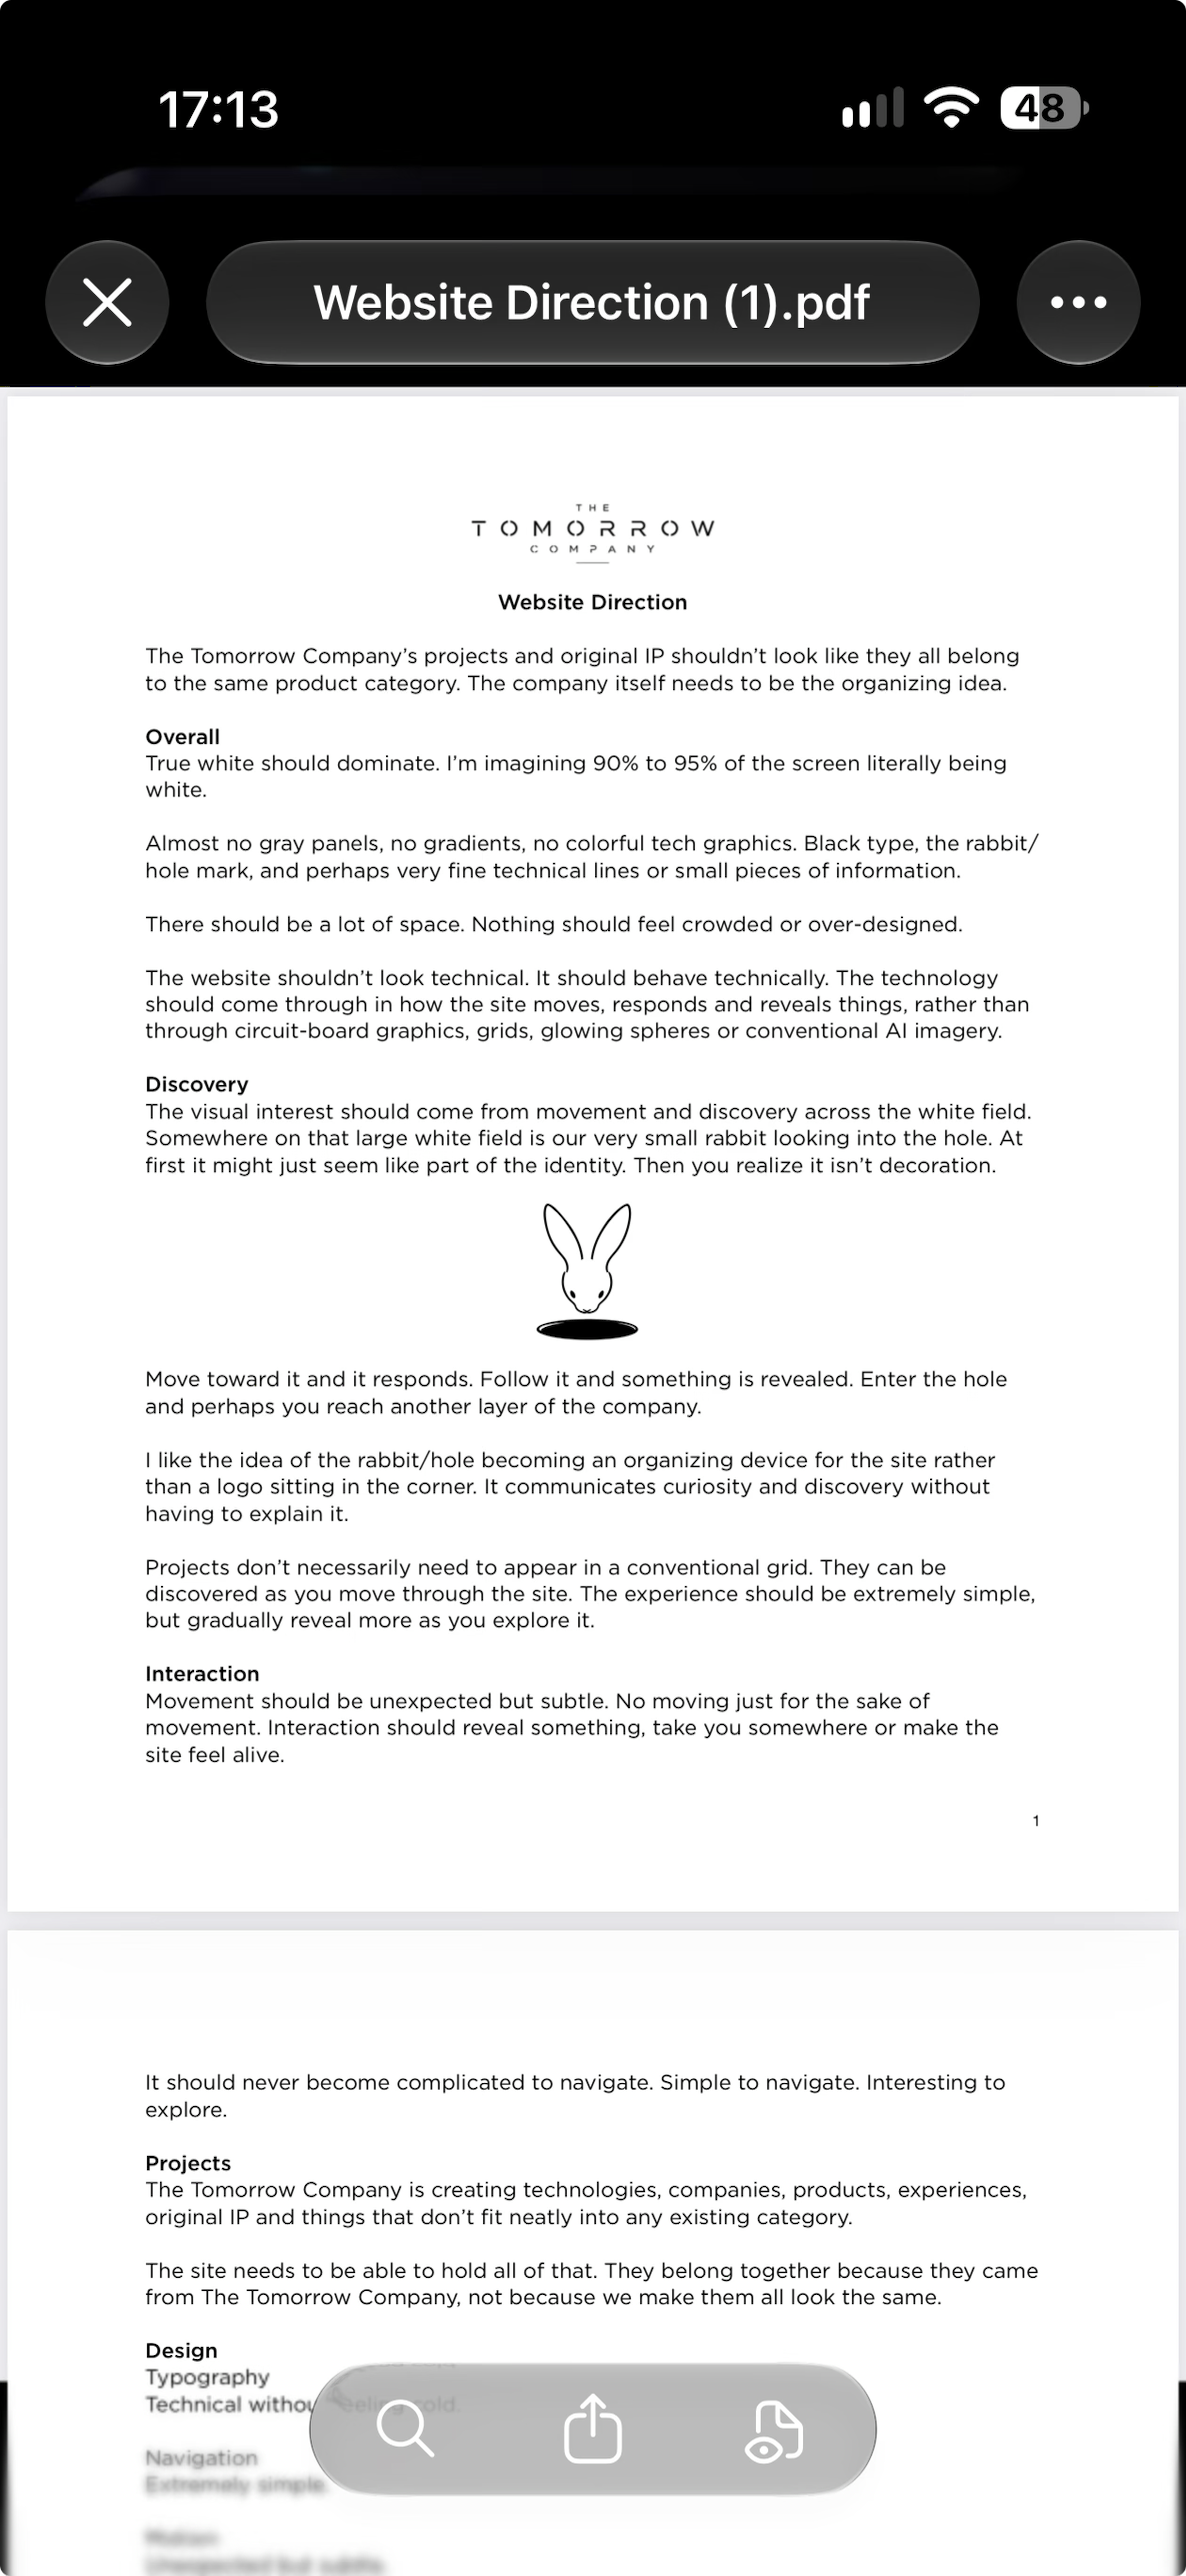 17:13
48
Website Direction (1).pdf
THE
TOMORROW
COMPANY
Website Direction
The Tomorrow Company’s projects and original IP shouldn’t look like they all belong
to the same product category. The company itself needs to be the organizing idea.
Overall
True white should dominate. I’m imagining 90% to 95% of the screen literally being
white.
Almost no gray panels, no gradients, no colorful tech graphics. Black type, the rabbit/
hole mark, and perhaps very fine technical lines or small pieces of information.
There should be a lot of space. Nothing should feel crowded or over-designed.
The website shouldn’t look technical. It should behave technically. The technology
should come through in how the site moves, responds and reveals things, rather than
through circuit-board graphics, grids, glowing spheres or conventional AI imagery.
Discovery
The visual interest should come from movement and discovery across the white field.
Somewhere on that large white field is our very small rabbit looking into the hole. At
first it might just seem like part of the identity. Then you realize it isn’t decoration.
Move toward it and it responds. Follow it and something is revealed. Enter the hole
and perhaps you reach another layer of the company.
I like the idea of the rabbit/hole becoming an organizing device for the site rather
than a logo sitting in the corner. It communicates curiosity and discovery without
having to explain it.
Projects don’t necessarily need to appear in a conventional grid. They can be
discovered as you move through the site. The experience should be extremely simple,
but gradually reveal more as you explore it.
Interaction
Movement should be unexpected but subtle. No moving just for the sake of
movement. Interaction should reveal something, take you somewhere or make the
site feel alive.
1
It should never become complicated to navigate. Simple to navigate. Interesting to
explore.
Projects
The Tomorrow Company is creating technologies, companies, products, experiences,
original IP and things that don’t fit neatly into any existing category.
The site needs to be able to hold all of that. They belong together because they came
from The Tomorrow Company, not because we make them all look the same.
Design
Typography
Technical without feeling cold.
Navigation
Extremely simple.
Motion
Unexpected but subtle.